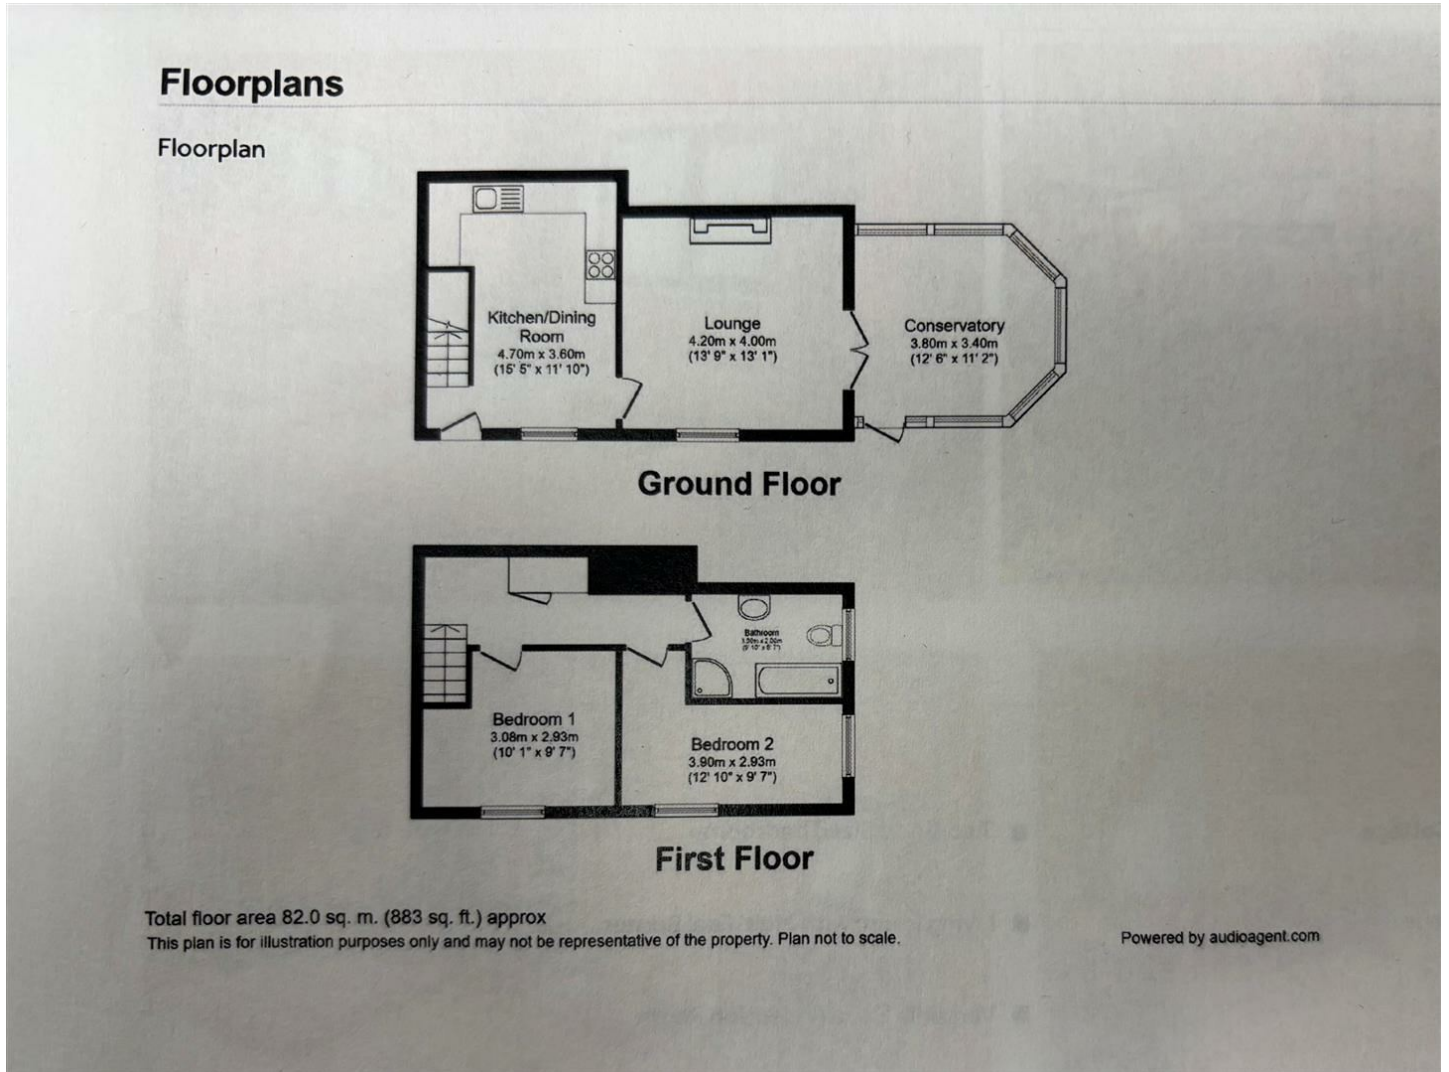 Floorplans
Floorplan
Kitchen/Dining
Room
4.70m x 3.60m
(15' 5" x 11' 10")
Lounge
4.20m x 4.00m
(13' 9" x 13' 1")
Conservatory
3.80m x 3.40m
(12' 6" x 11' 2")
Ground Floor
Bathroom
Bedroom 1
3.08m x 2.93m
(10' 1" x 9' 7")
Bedroom 2
3.90m x 2.93m
(12' 10" x 9' 7")
First Floor
Total floor area 82.0 sq. m. (883 sq. ft.) approx
This plan is for illustration purposes only and may not be representative of the property. Plan not to scale.
Powered by audioagent.com